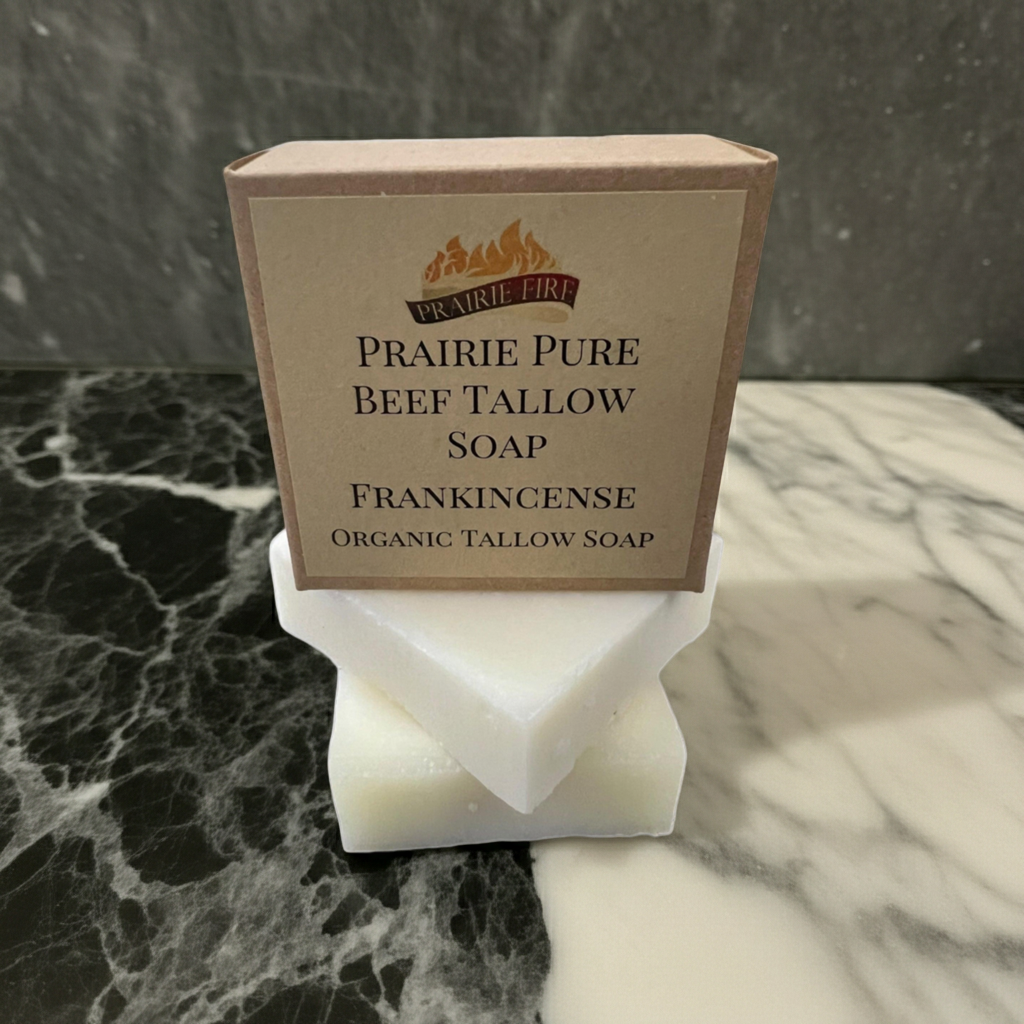 PRAIRIE FIRE
PRAIRIE PURE
BEEF TALLOW
SOAP
FRANKINCENSE
ORGANIC TALLOW SOAP